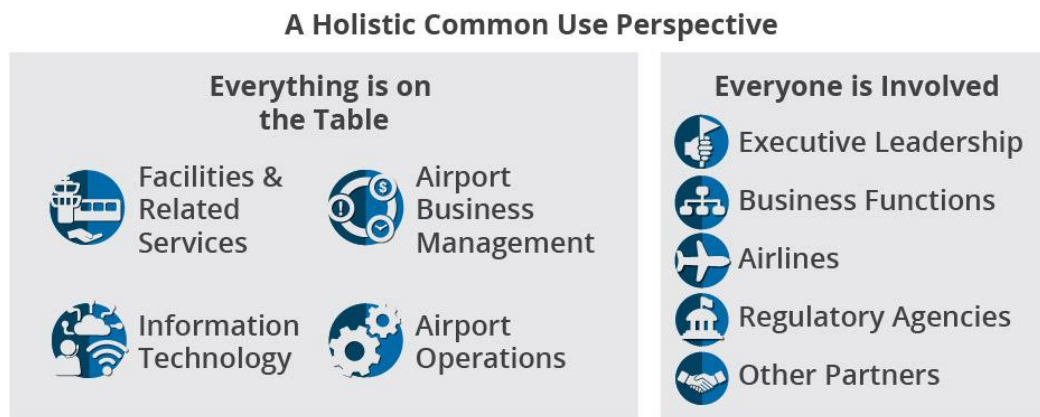 A Holistic Common Use Perspective
Everything is on
the Table
Facilities &
Related
Services
Airport
Business
Management
Information
Technology
Airport
Operations
Everyone is Involved
Executive Leadership
Business Functions
Airlines
Regulatory Agencies
Other Partners